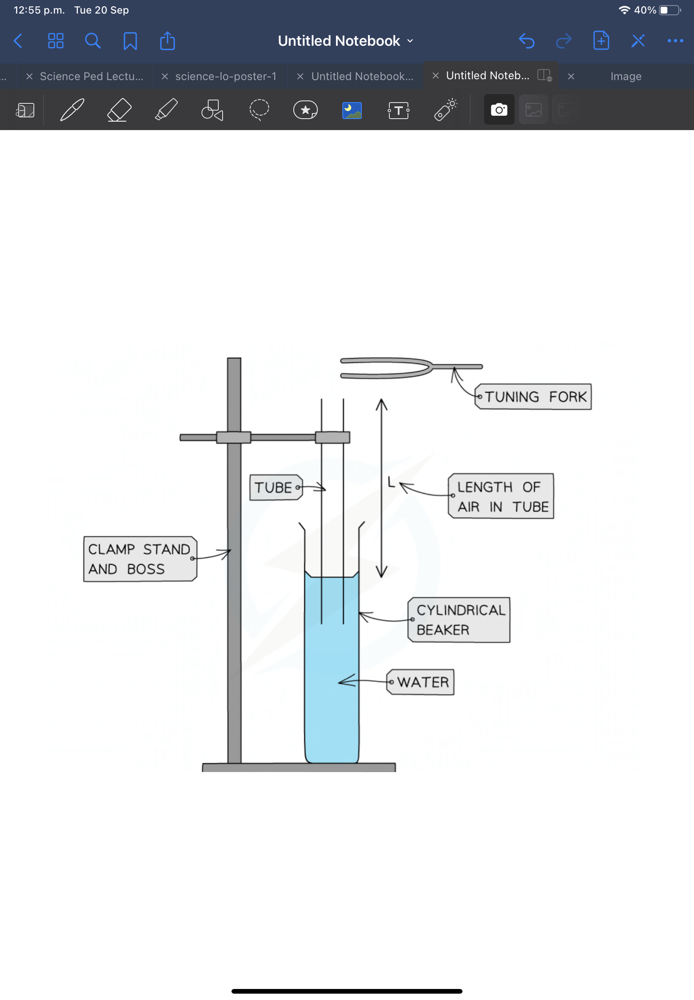 12:55 p.m. Tue 20 Sep
40%
Untitled Notebook
...
Science Ped Lectu...
science-lo-poster-1
Untitled Notebook...
Untitled Noteb...
Image
a
T
TUNING FORK
TUBE
L
LENGTH OF
AIR IN TUBE
CLAMP STAND
AND BOSS
CYLINDRICAL
BEAKER
WATER